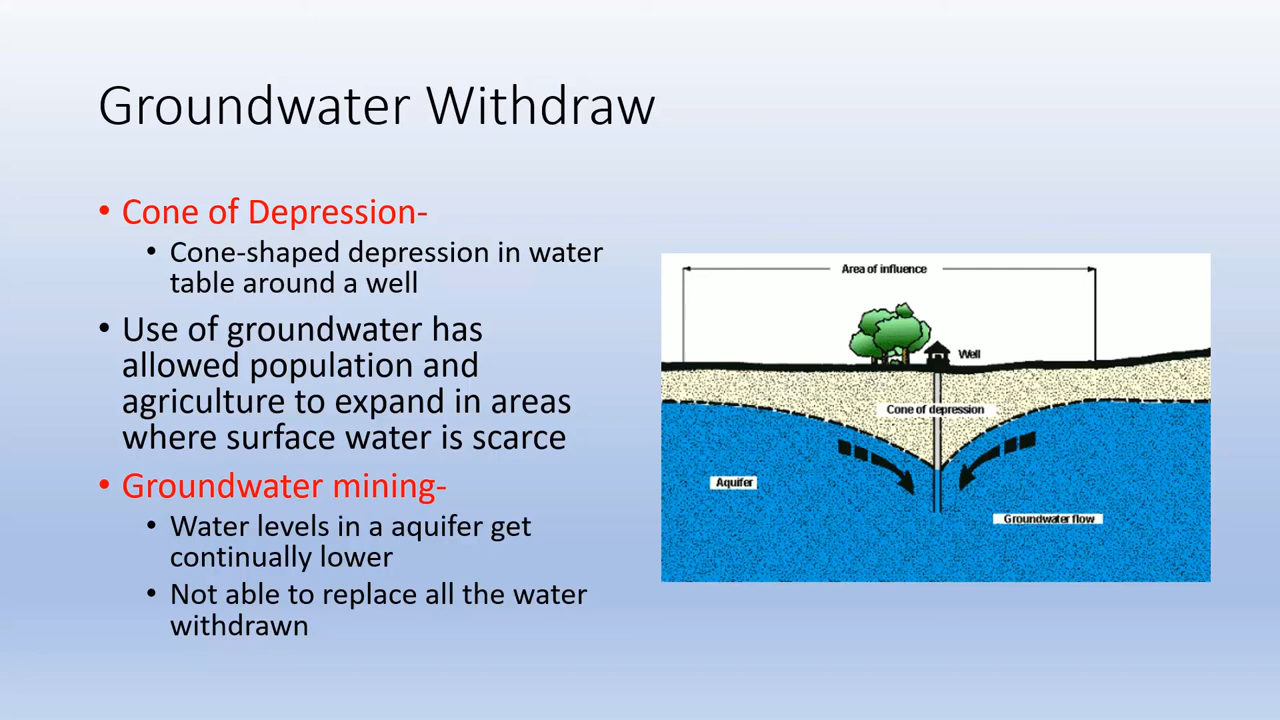 Groundwater Withdraw
• Cone of Depression-
• Cone-shaped depression in water
table around a well
• Use of groundwater has
allowed population and
agriculture to expand in areas
where surface water is scarce
• Groundwater mining-
• Water levels in a aquifer get
continually lower
• Not able to replace all the water
withdrawn
Area of influence
Well
Cone of depression
Aquifer
Groundwater flow